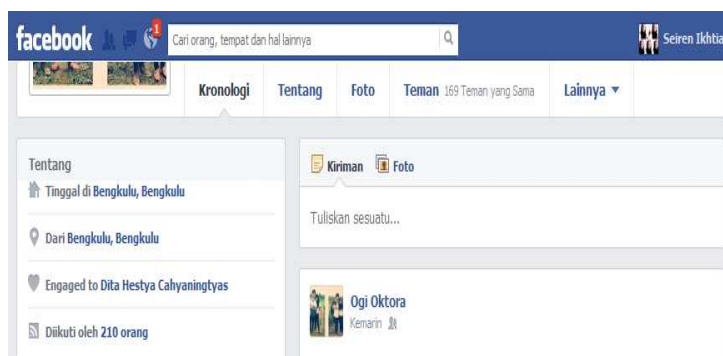 facebook 1 Cari orang, tempat dan hal lainnya Seiren Ikhtia
Kronologi Tentang Foto Teman 169 Teman yang Sama Lainnya
Tentang
Tinggal di Bengkulu, Bengkulu
Dari Bengkulu, Bengkulu
Engaged to Dita Hestya Cahyaningtyas
Diikuti oleh 210 orang
Kiriman Foto
Tuliskan sesuatu...
Ogi Oktora
Kemarin